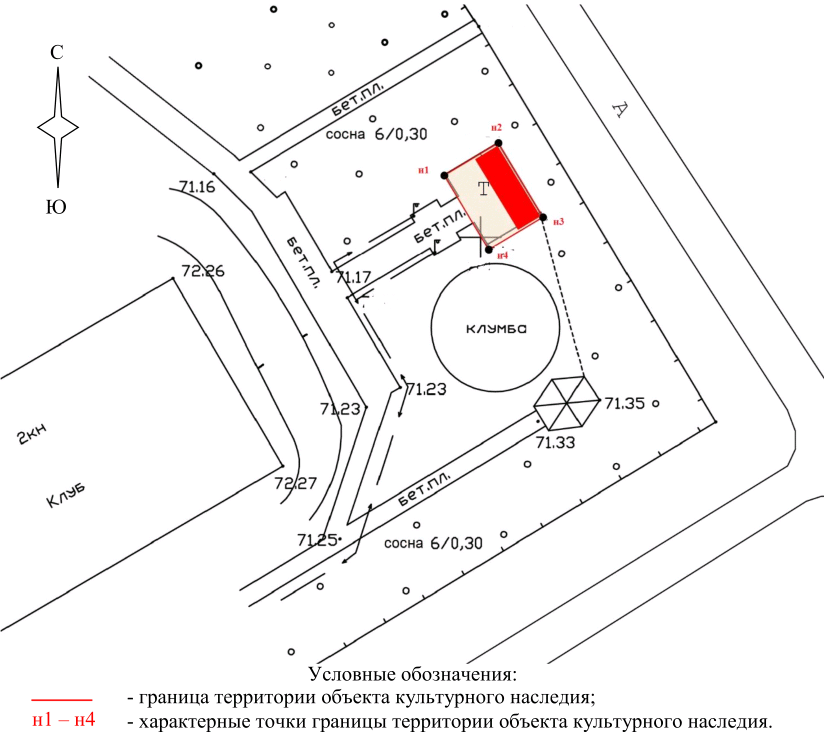 С
Ю
бет.пл.
сосна 6/0,30
А
н2
н1
Т
н3
н4
71.16
бет.пл.
бет.пл.
71.17
72.26
клумба
71.23
71.23
71.35
71.33
2кн
Клуб
72.27
бет.пл.
71.25
сосна 6/0,30
Условные обозначения:
- граница территории объекта культурного наследия;
н1 – н4 - характерные точки границы территории объекта культурного наследия.